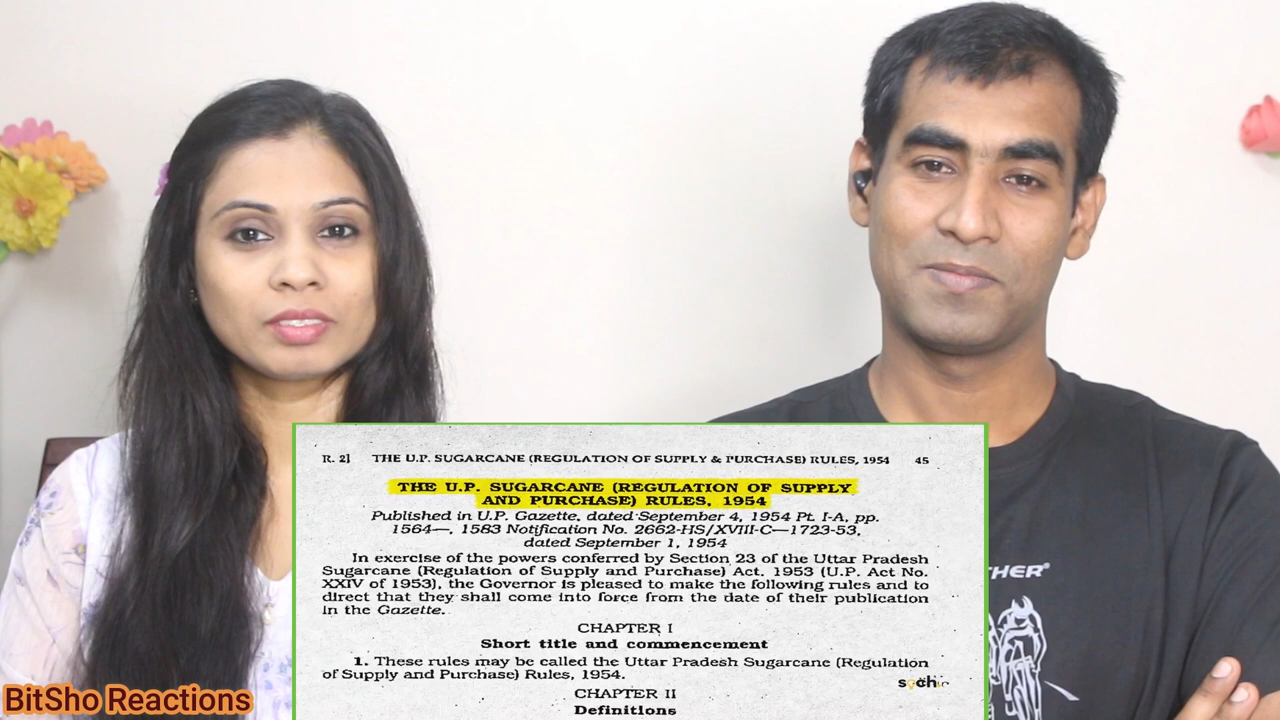 R. 2] THE U.P. SUGARCANE (REGULATION OF SUPPLY & PURCHASE) RULES, 1954 45
THE U.P. SUGARCANE (REGULATION OF SUPPLY
AND PURCHASE) RULES, 1954
Published in U.P. Gazette, dated September 4, 1954 Pt. I-A, pp.
1564—, 1583 Notification No. 2662-HS/XVIII-C—1723-53,
dated September 1, 1954
In exercise of the powers conferred by Section 23 of the Uttar Pradesh
Sugarcane (Regulation of Supply and Purchase) Act, 1953 (U.P. Act No.
XXIV of 1953), the Governor is pleased to make the following rules and to
direct that they shall come into force from the date of their publication
in the Gazette.
CHAPTER I
Short title and commencement
1. These rules may be called the Uttar Pradesh Sugarcane (Regulation
of Supply and Purchase) Rules, 1954.
soch
CHAPTER II
Definitions
THER®
BitSho Reactions